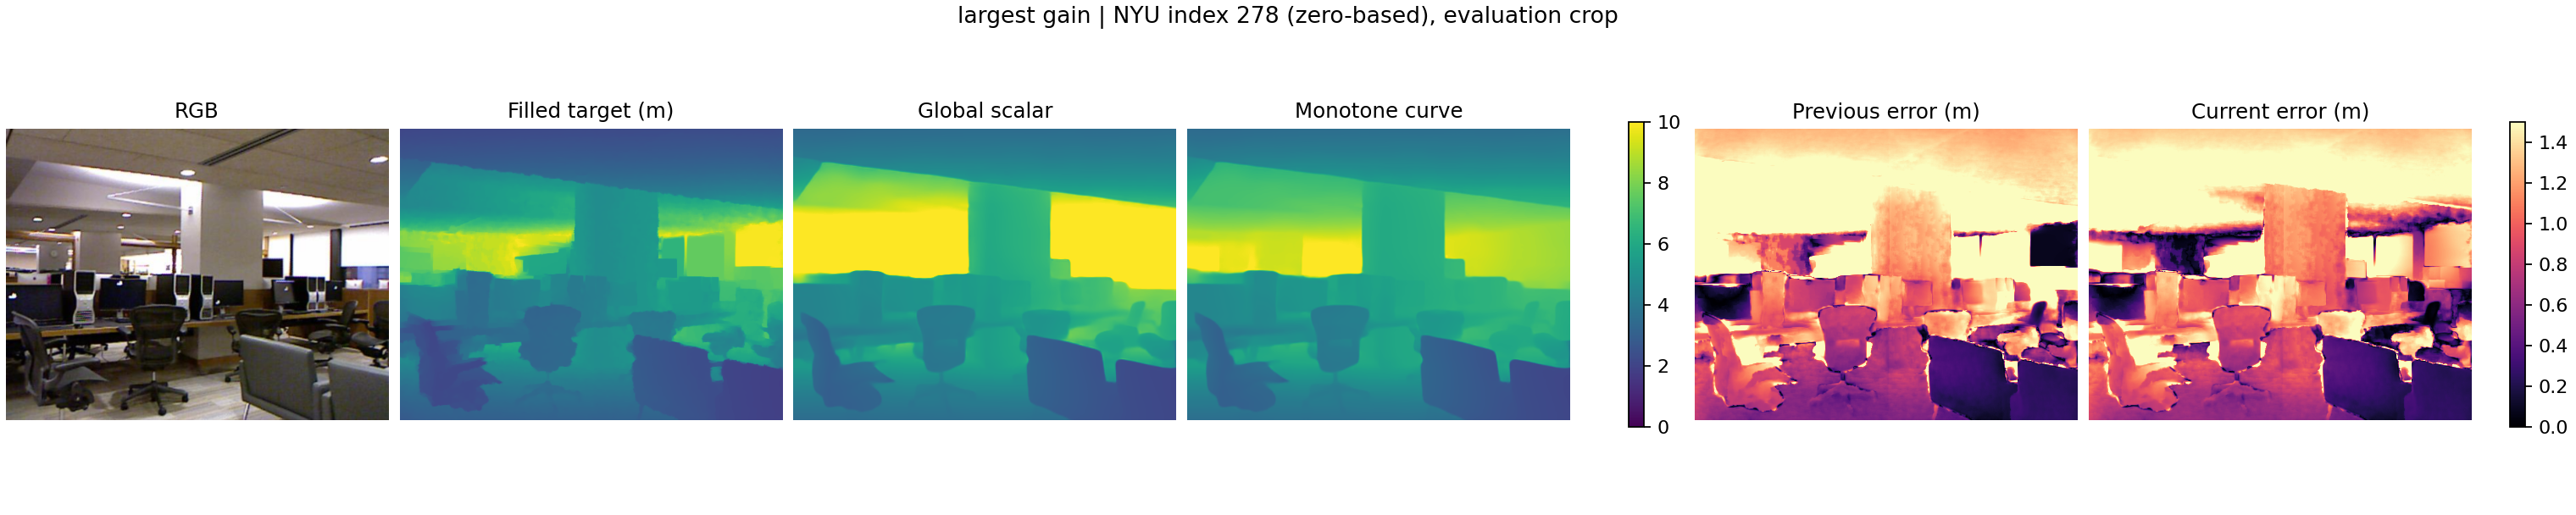 largest gain | NYU index 278 (zero-based), evaluation crop
RGB
Filled target (m)
Global scalar
Monotone curve
Previous error (m)
Current error (m)
10
8
6
4
2
0
1.4
1.2
1.0
0.8
0.6
0.4
0.2
0.0